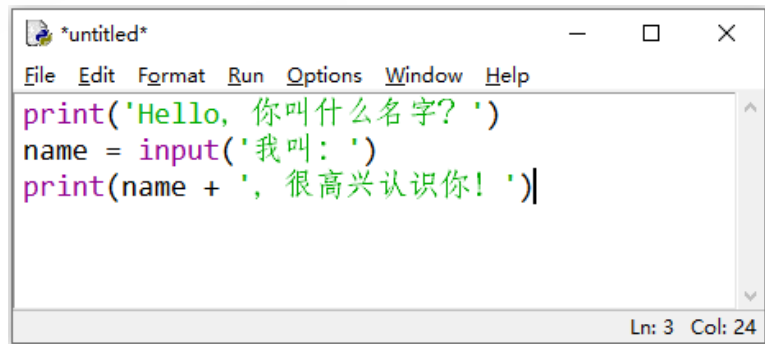 *untitled*
File Edit Format Run Options Window Help
print('Hello, 你叫什么名字？')
name = input('我叫：')
print(name + '，很高兴认识你！')
Ln: 3 Col: 24